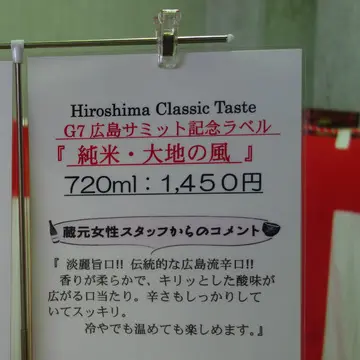 Hiroshima Classic Taste
G7広島サミット記念ラベル
『 純米・大地の風 』
720ml：1,450円
蔵元女性スタッフからのコメント
『 淡麗旨口!! 伝統的な広島流辛口!!
香りが柔らかで、キリッとした酸味が
広がる口当たり。辛さもしっかりして
いてスッキリ。
冷やでも温めても楽しめます。』